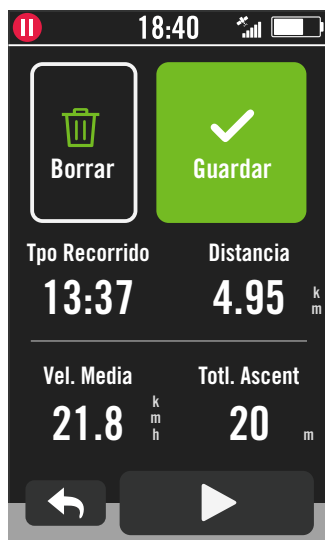 18:40
Borrar Guardar
Tpo Recorrido Distancia
13:37 4.95 km
Vel. Media Totl. Ascent
21.8 kmh 20 m